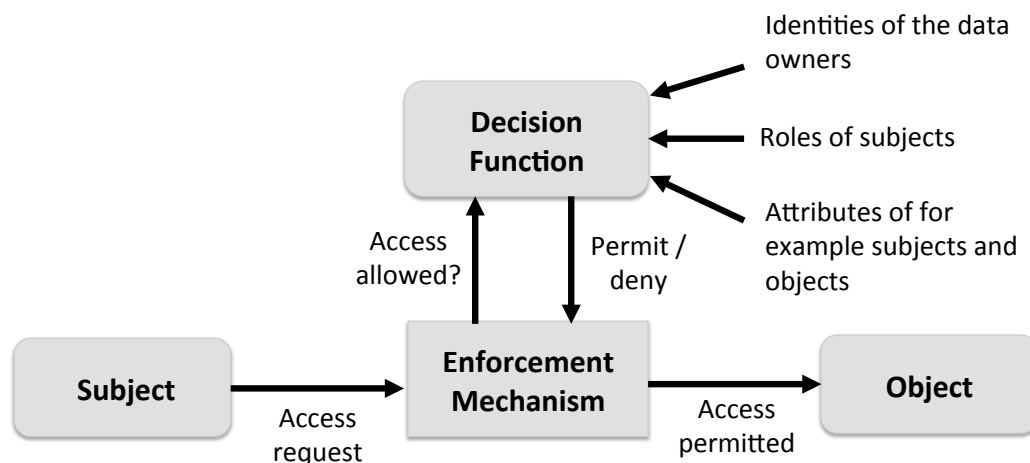 Identities of the data
owners
Decision
Function
Roles of subjects
Attributes of for
example subjects and
objects
Access
allowed?
Permit /
deny
Subject
Enforcement
Mechanism
Object
Access
request
Access
permitted